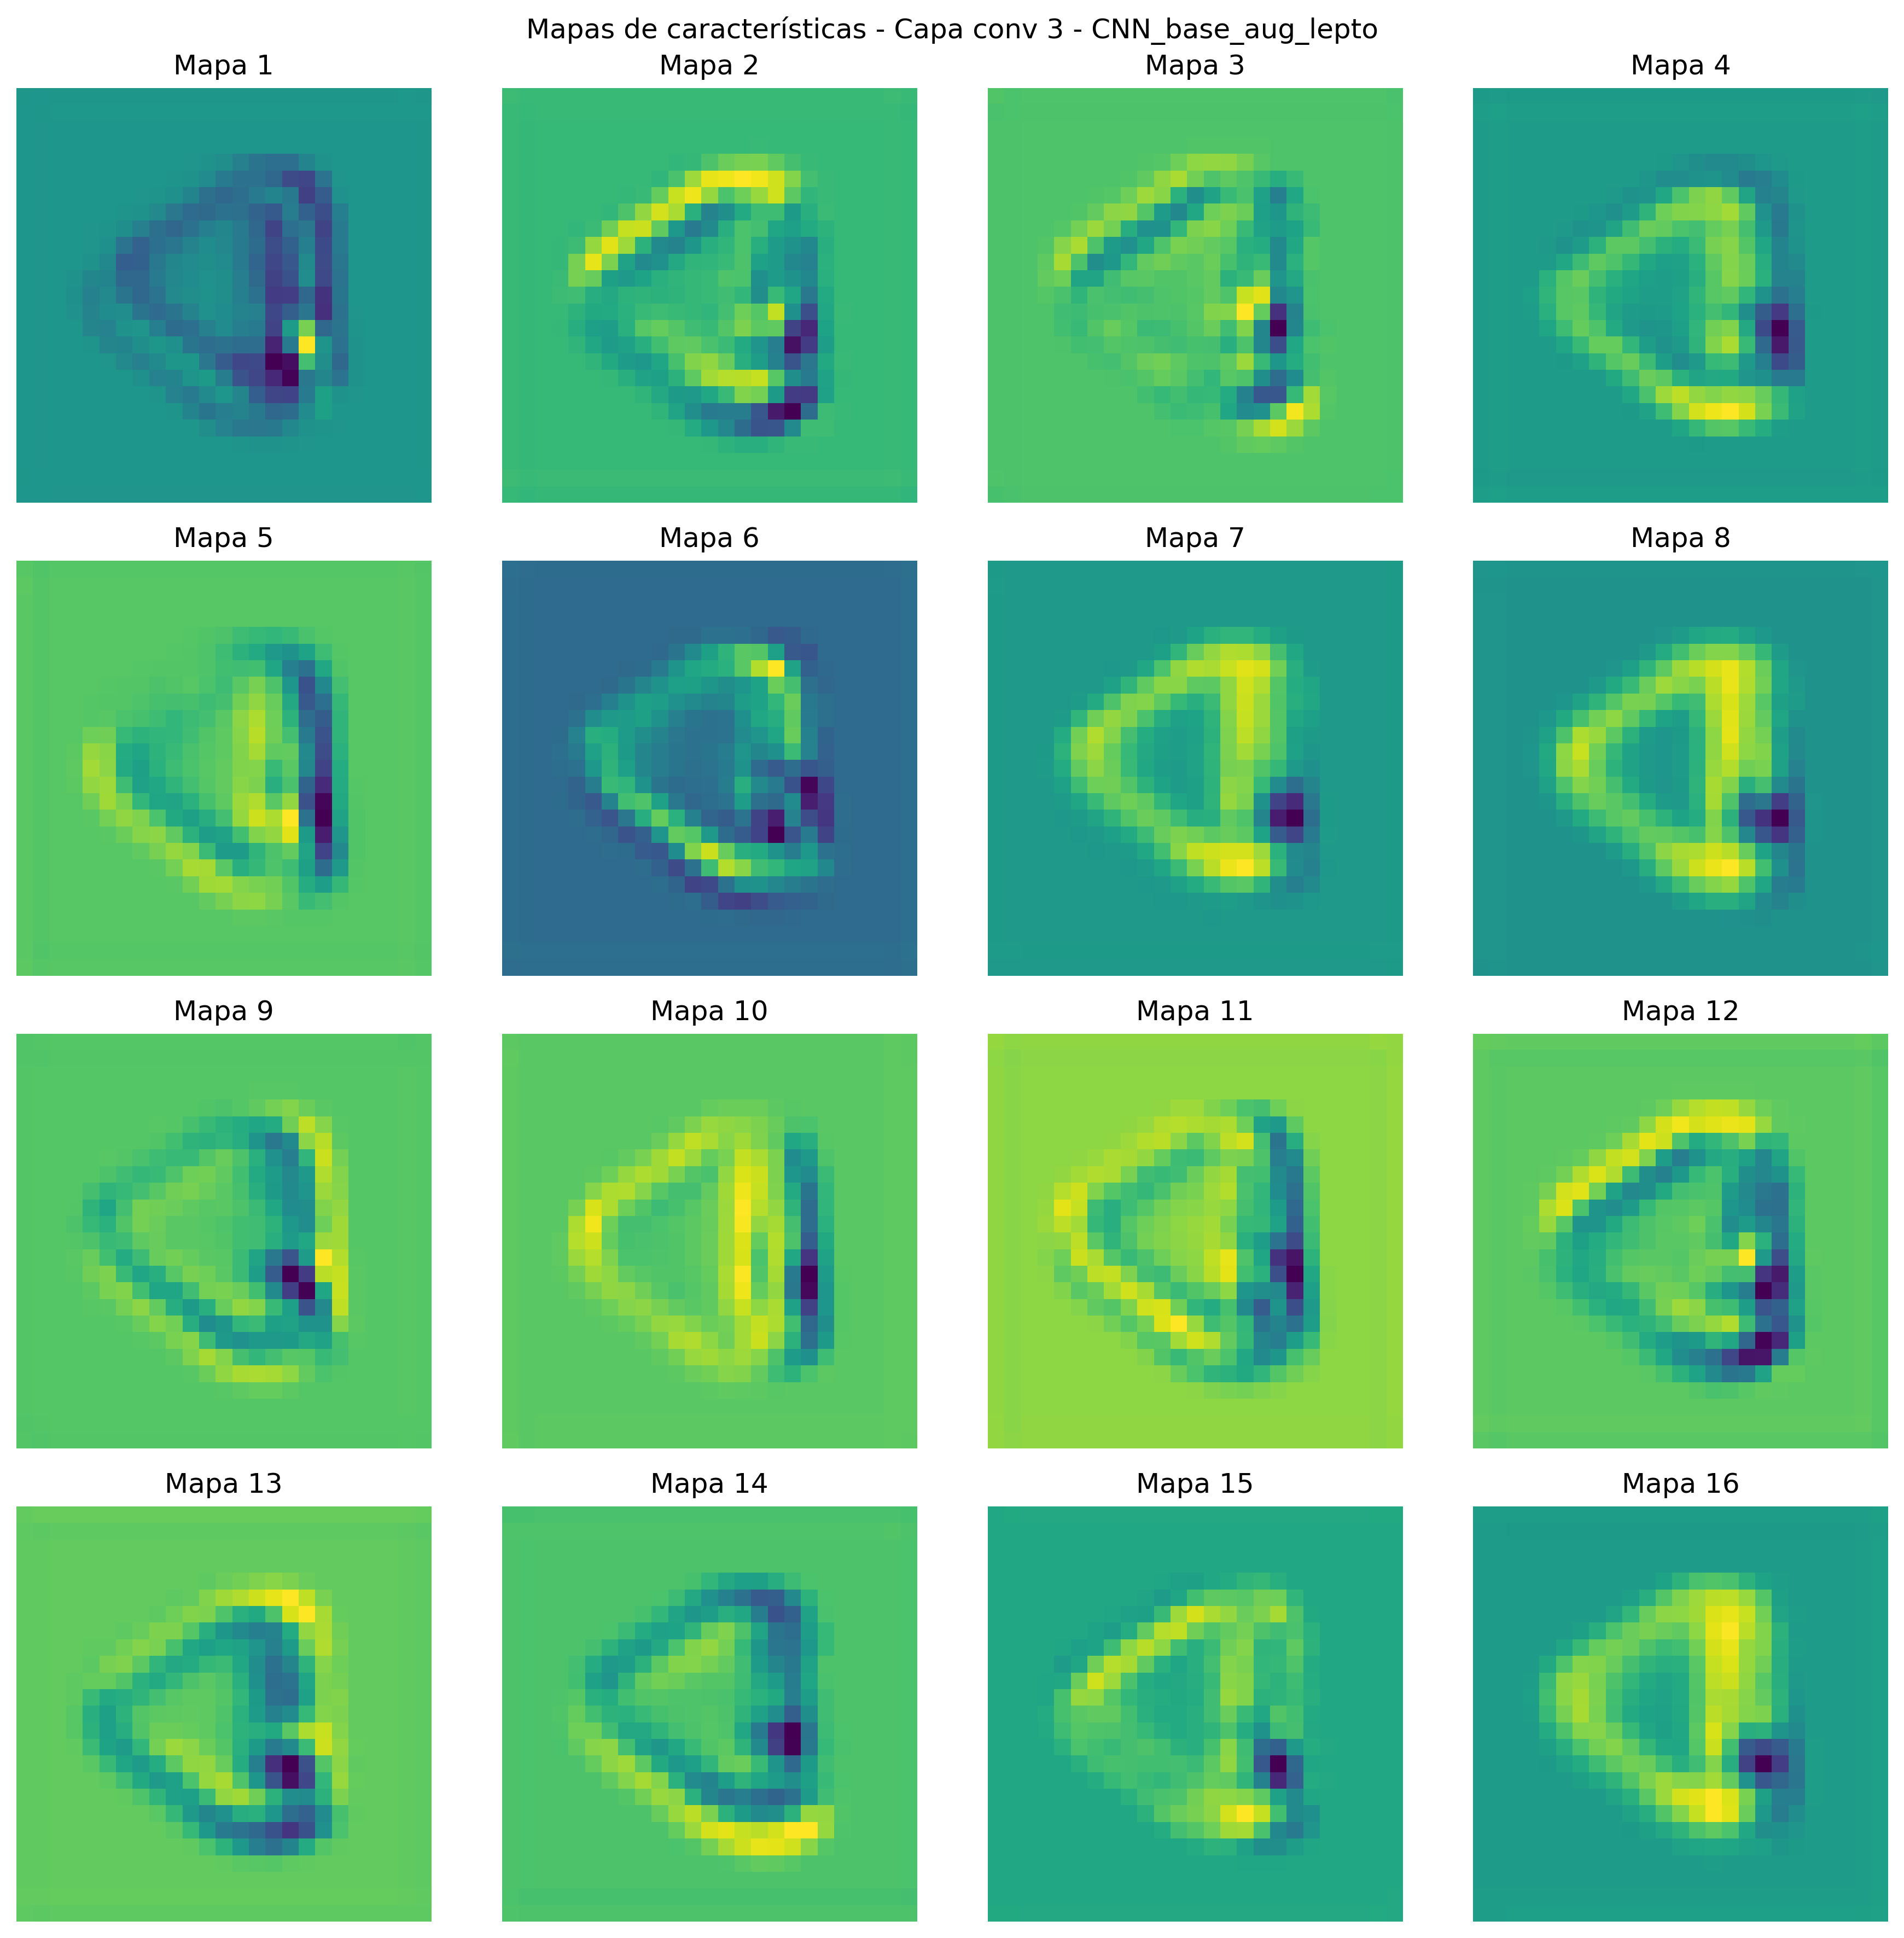 Mapas de características - Capa conv 3 - CNN_base_aug_lepto
Mapa 1
Mapa 2
Mapa 3
Mapa 4
Mapa 5
Mapa 6
Mapa 7
Mapa 8
Mapa 9
Mapa 10
Mapa 11
Mapa 12
Mapa 13
Mapa 14
Mapa 15
Mapa 16